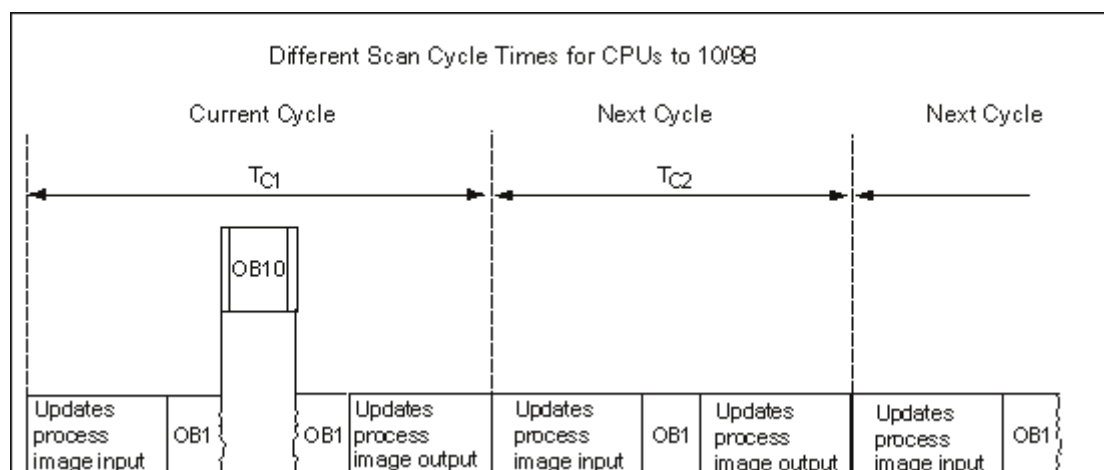 Different Scan Cycle Times for CPUs to 10/98
Current Cycle
Next Cycle
Next Cycle
TC1
TC2
OB10
Updates
process
image input
OB1
OB1
Updates
process
image output
Updates
process
image input
OB1
Updates
process
image output
Updates
process
image input
OB1